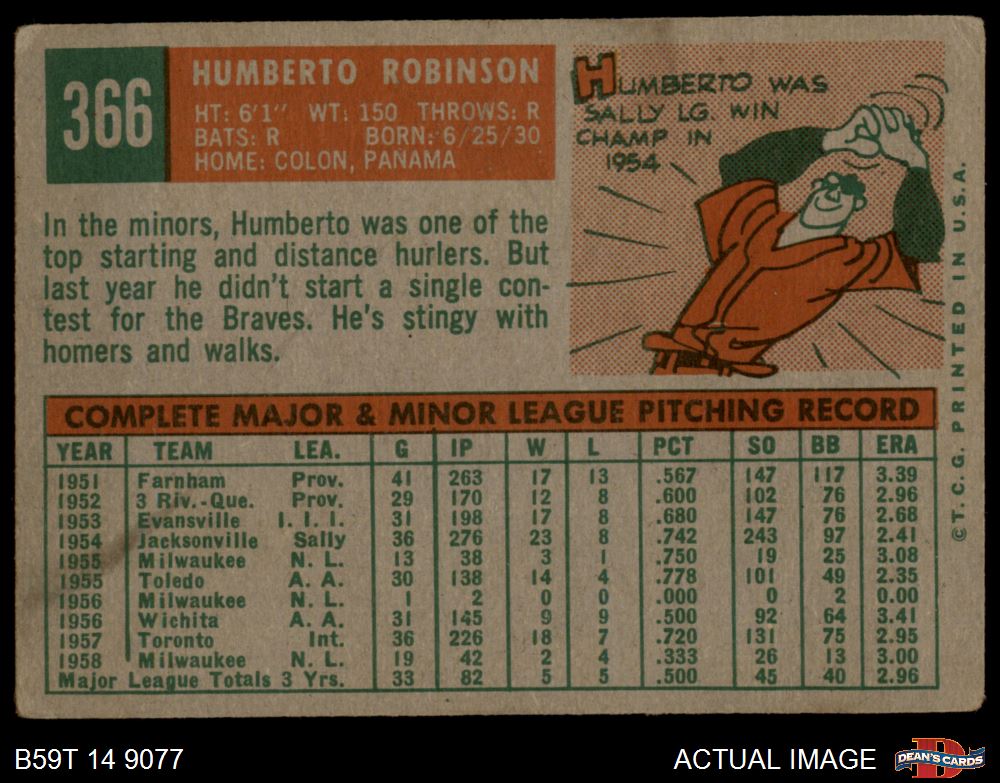 366
HUMBERTO ROBINSON
HT: 6'1" WT: 150 THROWS: R
BATS: R BORN: 6/25/30
HOME: COLON, PANAMA
HUMBERTO WAS
SALLY LG. WIN
CHAMP IN
1954
In the minors, Humberto was one of the
top starting and distance hurlers. But
last year he didn't start a single con-
test for the Braves. He's stingy with
homers and walks.
COMPLETE MAJOR & MINOR LEAGUE PITCHING RECORD
YEAR TEAM LEA. G IP W L PCT SO BB ERA
1951 Farnham Prov. 41 263 17 13 .567 147 117 3.39
1952 3 Riv.-Que. Prov. 29 170 12 8 .600 102 76 2.96
1953 Evansville I. I. I. 31 198 17 8 .680 147 76 2.68
1954 Jacksonville Sally 36 276 23 8 .742 243 97 2.41
1955 Milwaukee N. L. 13 38 3 1 .750 19 25 3.08
1955 Toledo A. A. 30 138 14 4 .778 101 49 2.35
1956 Milwaukee N. L. 1 2 0 0 .000 0 2 0.00
1956 Wichita A. A. 31 145 9 9 .500 92 64 3.41
1957 Toronto Int. 36 226 18 7 .720 131 75 2.95
1958 Milwaukee N. L. 19 42 2 4 .333 26 13 3.00
Major League Totals 3 Yrs. 33 82 5 5 .500 45 40 2.96
©T. C. G. PRINTED IN U.S.A.
B59T 14 9077
ACTUAL IMAGE
D
DEAN'S CARDS